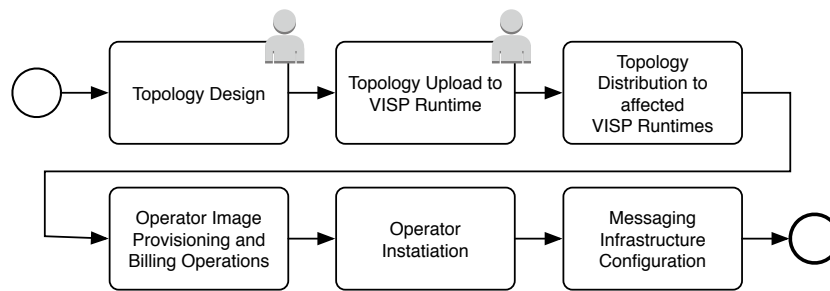 Topology Design
Topology Upload to
VISP Runtime
Topology
Distribution to
affected
VISP Runtimes
Operator Image
Provisioning and
Billing Operations
Operator
Instatiation
Messaging
Infrastructure
Configuration